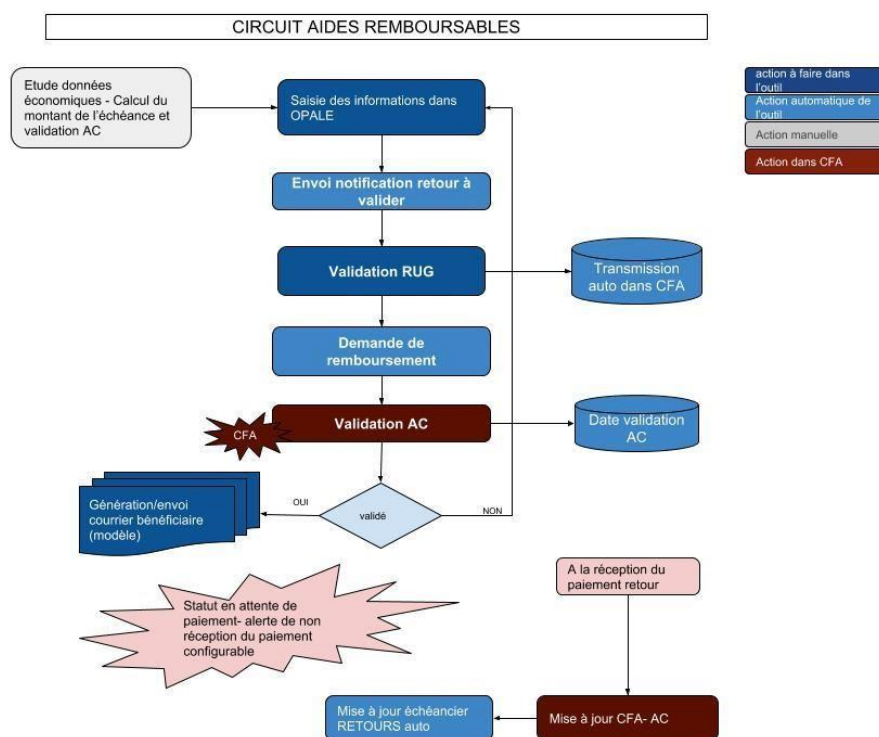 CIRCUIT AIDES REMBOURSABLES
Etude données
économiques - Calcul du
montant de l'échéance et
validation AC
Saisie des informations dans
OPALE
action à faire dans
l'outil
Action automatique de
l'outil
Action manuelle
Action dans CFA
Envoi notification retour à
valider
Validation RUG
Transmission
auto dans CFA
Demande de
remboursement
CFA
Validation AC
Date validation
AC
OUI
validé
NON
Génération/envoi
courrier bénéficiaire
(modèle)
A la réception du
paiement retour
Statut en attente de
paiement- alerte de non
réception du paiement
configurable
Mise à jour échéancier
RETOURS auto
Mise à jour CFA- AC